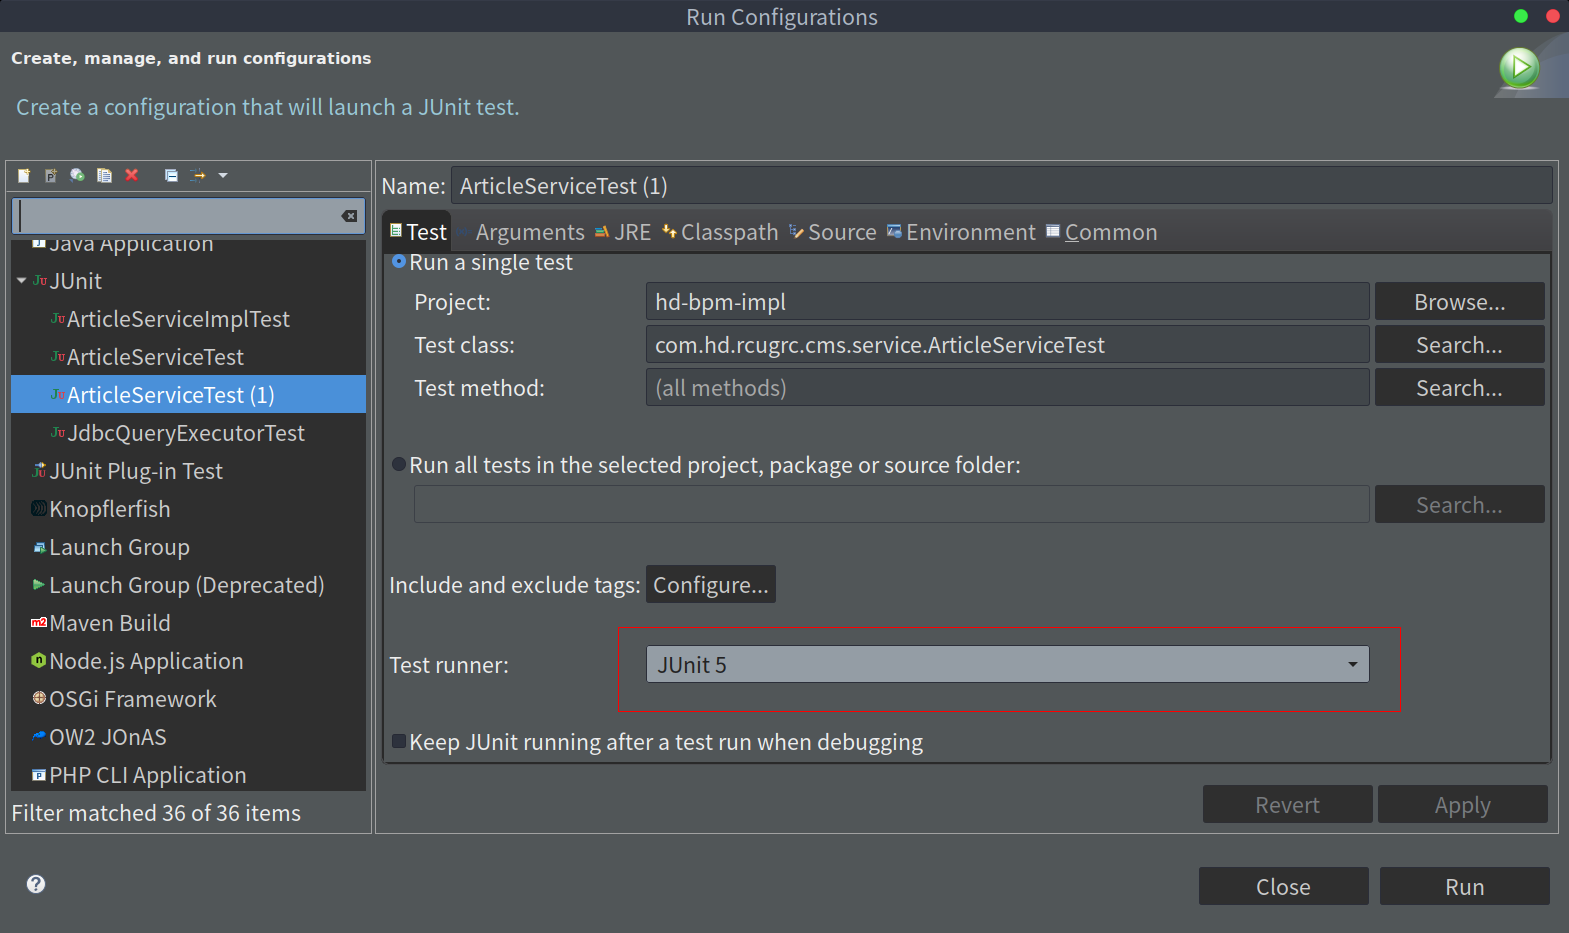 Run Configurations
Create, manage, and run configurations
Create a configuration that will launch a JUnit test.
Java Application
JUnit
ArticleServiceImplTest
ArticleServiceTest
ArticleServiceTest (1)
JdbcQueryExecutorTest
JUnit Plug-in Test
Knopflerfish
Launch Group
Launch Group (Deprecated)
Maven Build
Node.js Application
OSGi Framework
OW2 JOnAS
PHP CLI Application
Filter matched 36 of 36 items
Name: ArticleServiceTest (1)
Test Arguments JRE Classpath Source Environment Common
Run a single test
Project: hd-bpm-impl Browse...
Test class: com.hd.rcugrc.cms.service.ArticleServiceTest Search...
Test method: (all methods) Search...
Run all tests in the selected project, package or source folder:
Search...
Include and exclude tags: Configure...
Test runner: JUnit 5
Keep JUnit running after a test run when debugging
Revert Apply
Close Run